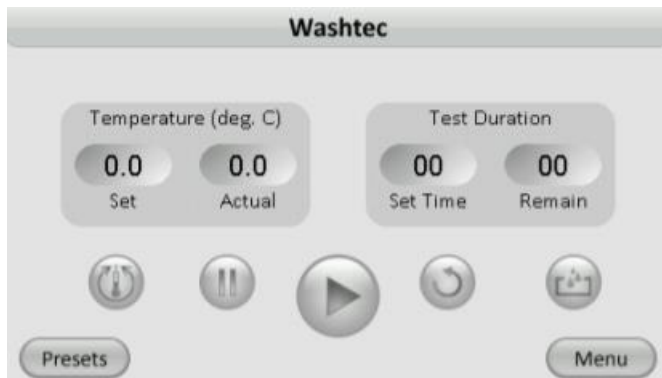 Washtec
Temperature (deg. C)
Test Duration
0.0
0.0
00
00
Set
Actual
Set Time
Remain
Presets
Menu